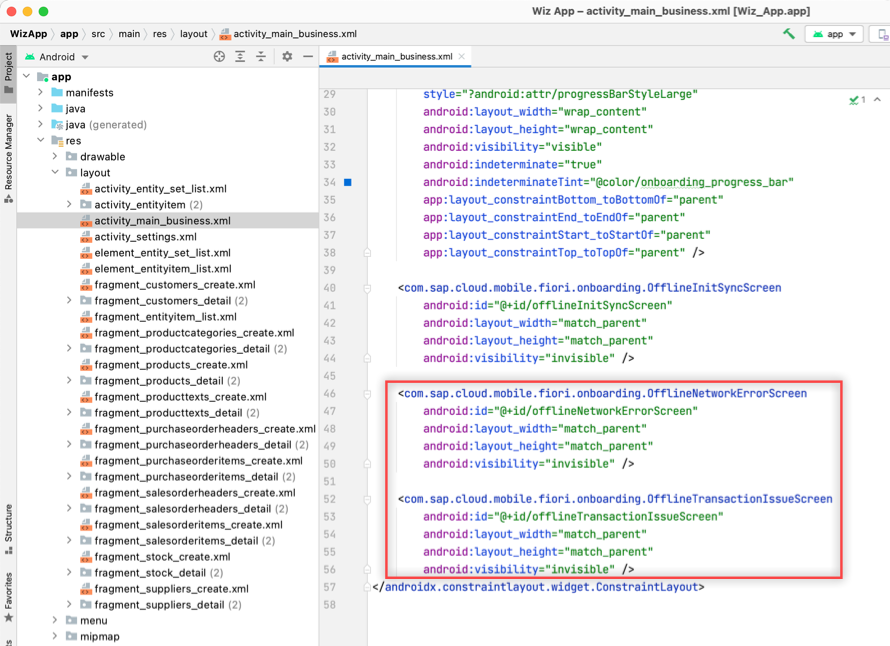 Wiz App – activity_main_business.xml [Wiz_App.app]
WizApp app src main res layout activity_main_business.xml
app
Project
Resource Manager
Structure
Favorites
Android
activity_main_business.xml
app
manifests
java
java (generated)
res
drawable
layout
activity_entity_set_list.xml
activity_entityitem (2)
activity_main_business.xml
activity_settings.xml
element_entity_set_list.xml
element_entityitem_list.xml
fragment_customers_create.xml
fragment_customers_detail (2)
fragment_entityitem_list.xml
fragment_productcategories_create.xml
fragment_productcategories_detail (2)
fragment_products_create.xml
fragment_products_detail (2)
fragment_producttexts_create.xml
fragment_producttexts_detail (2)
fragment_purchaseorderheaders_create.xml
fragment_purchaseorderheaders_detail (2)
fragment_purchaseorderitems_create.xml
fragment_purchaseorderitems_detail (2)
fragment_salesorderheaders_create.xml
fragment_salesorderheaders_detail (2)
fragment_salesorderitems_create.xml
fragment_salesorderitems_detail (2)
fragment_stock_create.xml
fragment_stock_detail (2)
fragment_suppliers_create.xml
fragment_suppliers_detail (2)
menu
mipmap
1
29 style="?android:attr/progressBarStyleLarge"
30 android:layout_width="wrap_content"
31 android:layout_height="wrap_content"
32 android:visibility="visible"
33 android:indeterminate="true"
34 android:indeterminateTint="@color/onboarding_progress_bar"
35 app:layout_constraintBottom_toBottomOf="parent"
36 app:layout_constraintEnd_toEndOf="parent"
37 app:layout_constraintStart_toStartOf="parent"
38 app:layout_constraintTop_toTopOf="parent" />
39
40 <com.sap.cloud.mobile.fiori.onboarding.OfflineInitSyncScreen
41 android:id="@+id/offlineInitSyncScreen"
42 android:layout_width="match_parent"
43 android:layout_height="match_parent"
44 android:visibility="invisible" />
45
46 <com.sap.cloud.mobile.fiori.onboarding.OfflineNetworkErrorScreen
47 android:id="@+id/offlineNetworkErrorScreen"
48 android:layout_width="match_parent"
49 android:layout_height="match_parent"
50 android:visibility="invisible" />
51
52 <com.sap.cloud.mobile.fiori.onboarding.OfflineTransactionIssueScreen
53 android:id="@+id/offlineTransactionIssueScreen"
54 android:layout_width="match_parent"
55 android:layout_height="match_parent"
56 android:visibility="invisible" />
57 </androidx.constraintlayout.widget.ConstraintLayout>
58